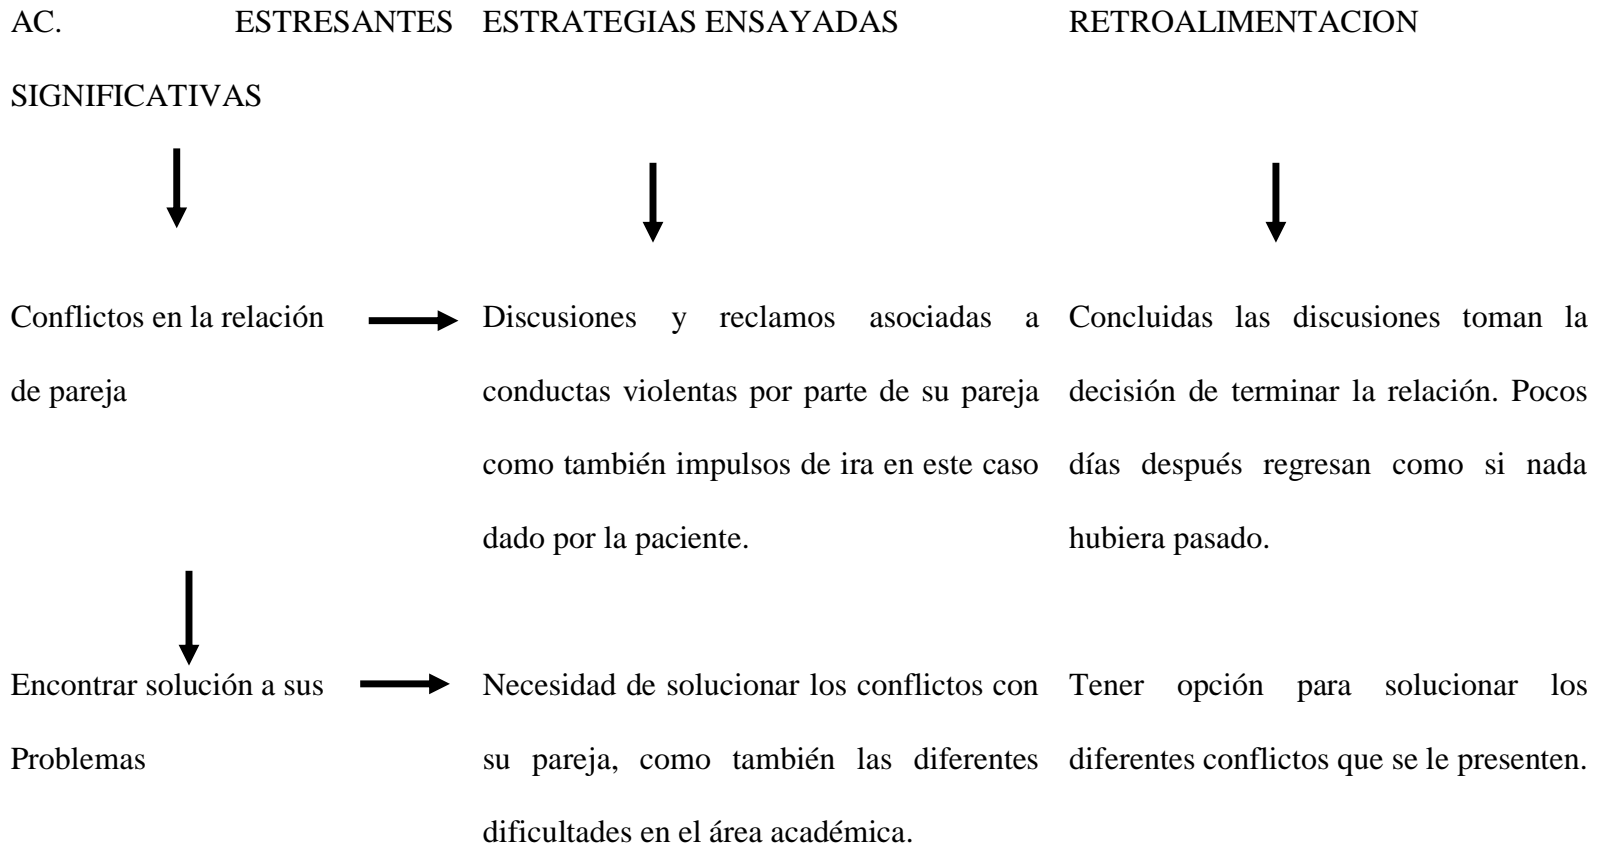 AC. ESTRESANTES SIGNIFICATIVAS
ESTRATEGIAS ENSAYADAS
RETROALIMENTACION
Conflictos en la relación
de pareja
Discusiones y reclamos asociadas a
conductas violentas por parte de su pareja
como también impulsos de ira en este caso
dado por la paciente.
Concluidas las discusiones toman la
decisión de terminar la relación. Pocos
días después regresan como si nada
hubiera pasado.
Encontrar solución a sus
Problemas
Necesidad de solucionar los conflictos con
su pareja, como también las diferentes
dificultades en el área académica.
Tener opción para solucionar los
diferentes conflictos que se le presenten.